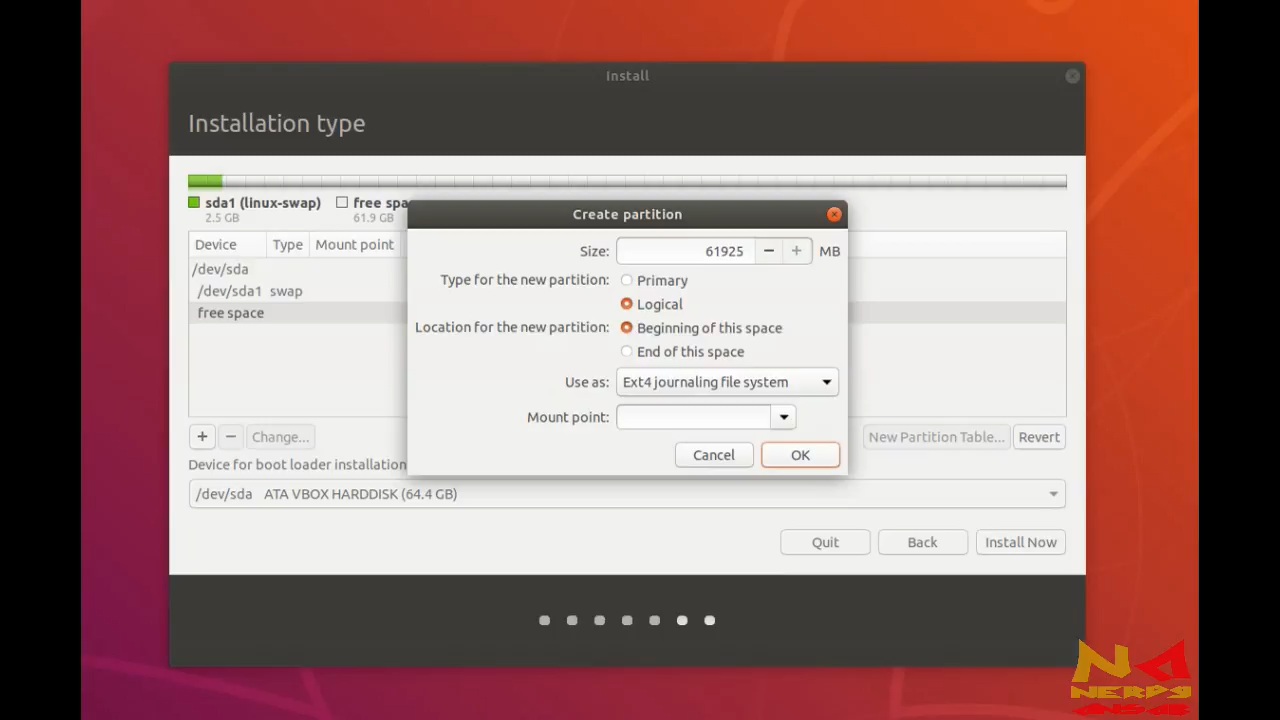 Install
Installation type
sda1 (linux-swap) free spa
2.5 GB 61.9 GB
Device Type Mount point
/dev/sda
/dev/sda1 swap
free space
Create partition
Size: 61925 MB
Type for the new partition: Primary
Logical
Location for the new partition: Beginning of this space
End of this space
Use as: Ext4 journaling file system
Mount point:
Cancel OK
+ − Change... New Partition Table... Revert
Device for boot loader installation
/dev/sda ATA VBOX HARDDISK (64.4 GB)
Quit Back Install Now
NA
NERDY